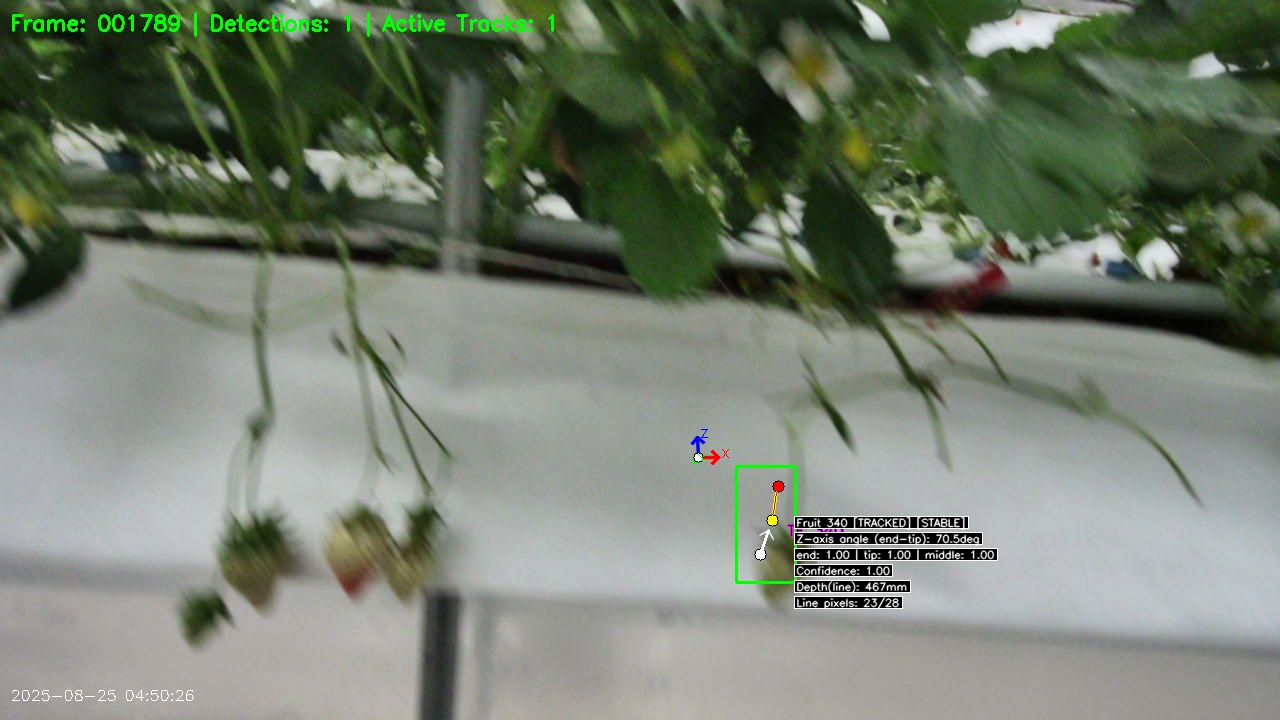 Frame: 001789 | Detections: 1 | Active Tracks: 1
Z
X
Fruit 340 [TRACKED] [STABLE]
Z-axis angle (end-tip): 70.5deg
end: 1.00 | tip: 1.00 | middle: 1.00
Confidence: 1.00
Depth(line): 467mm
Line pixels: 23/28
2025-08-25 04:50:26